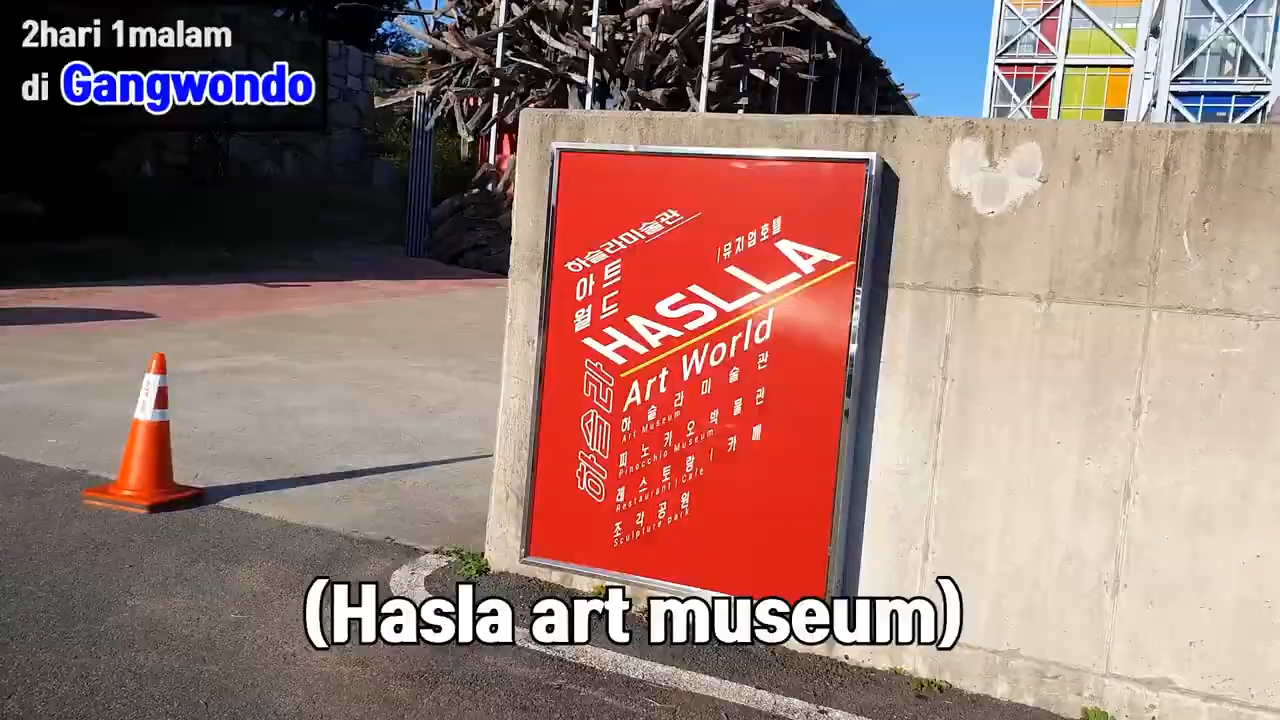 2hari 1malam
di Gangwondo
하슬라미술관
|뮤지엄호텔
아트
월드
HASLLA
Art World
하슬라
하슬라미술관
Art Museum
피노키오박물관
Pinocchio Museum
레스토랑|카페
Restaurant | Cafe
조각공원
Sculpture Park
(Hasla art museum)